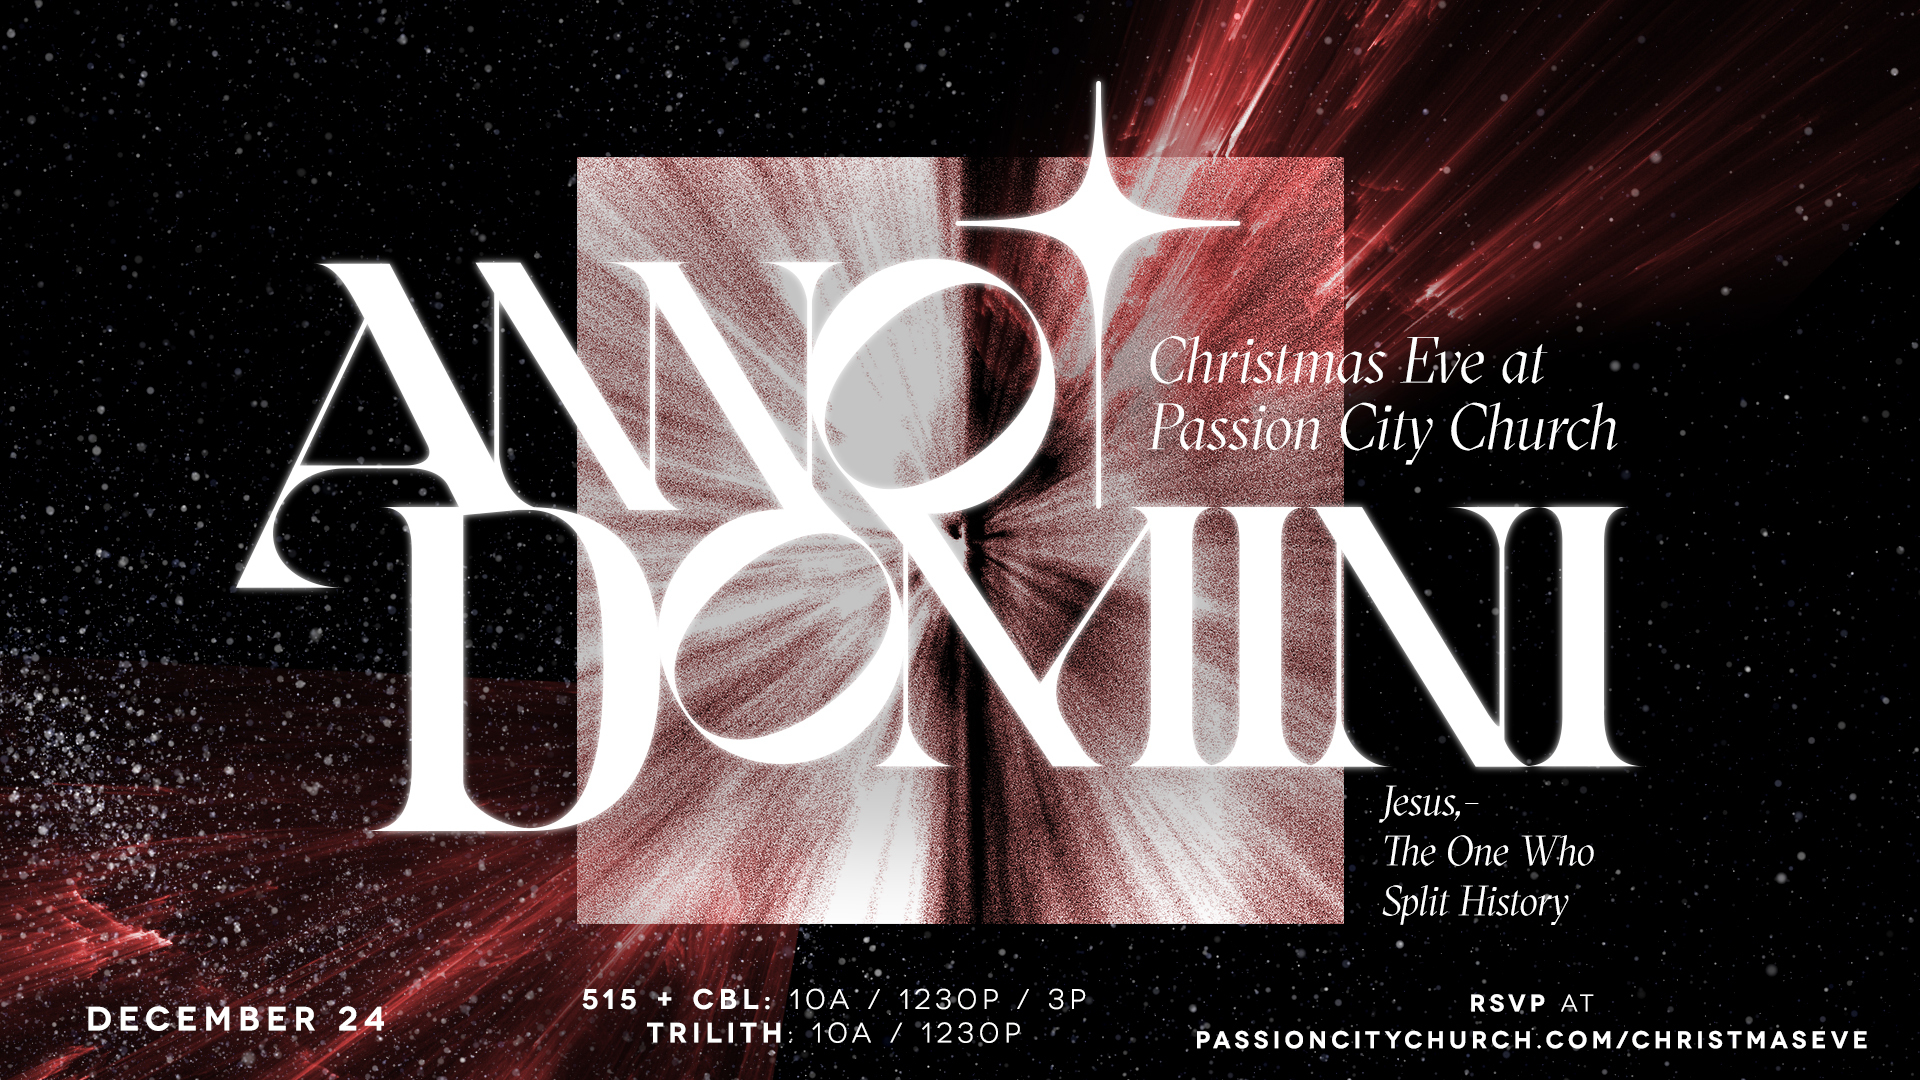 ANNO
Christmas Eve at
Passion City Church
DOMINI
Jesus,–
The One Who
Split History
DECEMBER 24
515 + CBL: 10A / 1230P / 3P
TRILITH: 10A / 1230P
RSVP AT
PASSIONCITYCHURCH.COM/CHRISTMASEVE